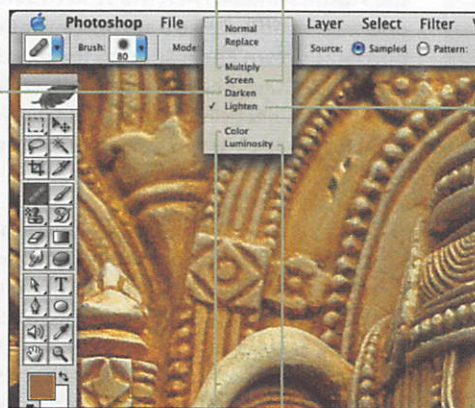 Photoshop File Layer Select Filter
Brush: 80 Mode: Source: Sampled Pattern:
Normal
Replace
Multiply
Screen
Darken
✓ Lighten
Color
Luminosity
T